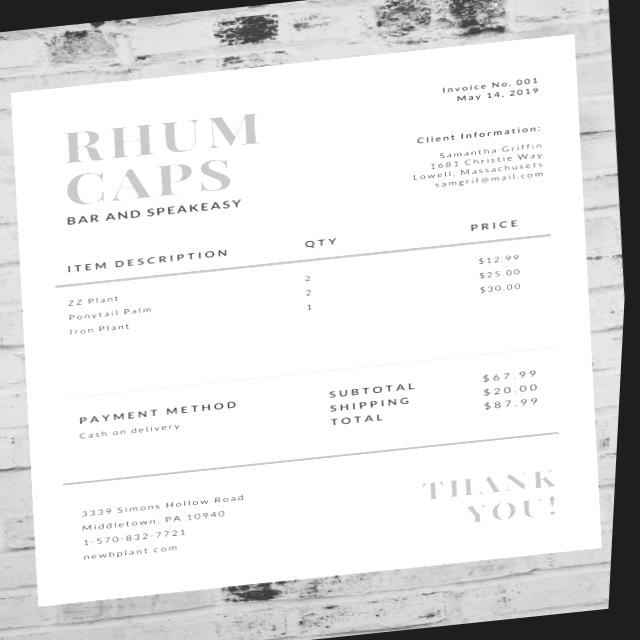 Invoice No. 001
May 14, 2019
RHUM
CAPS
BAR AND SPEAKEASY
Client Information:
Samantha Griffin
1681 Christie Way
Lowell, Massachusets
samgrif@mail.com
ITEM DESCRIPTION QTY PRICE
ZZ Plant 2 $12.99
Ponytail Palm 2 $25.00
Iron Plant 1 $30.00
PAYMENT METHOD
Cash on delivery
SUBTOTAL $67.99
SHIPPING $20.00
TOTAL $87.99
3339 Simons Hollow Road
Middletown, PA 10940
1-570-832-7721
newbplant.com
THANK
YOU!